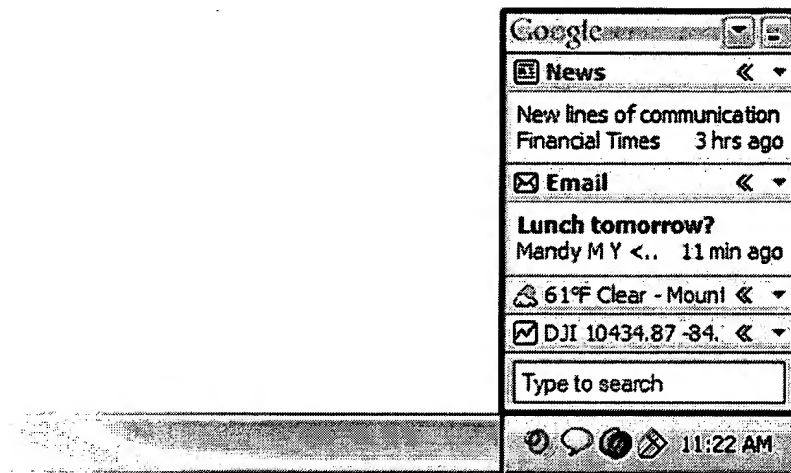 Google
News
New lines of communication
Financial Times 3 hrs ago
Email
Lunch tomorrow?
Mandy M Y <.. 11 min ago
61°F Clear - Mount
DJI 10434.87 -84.
Type to search
11:22 AM